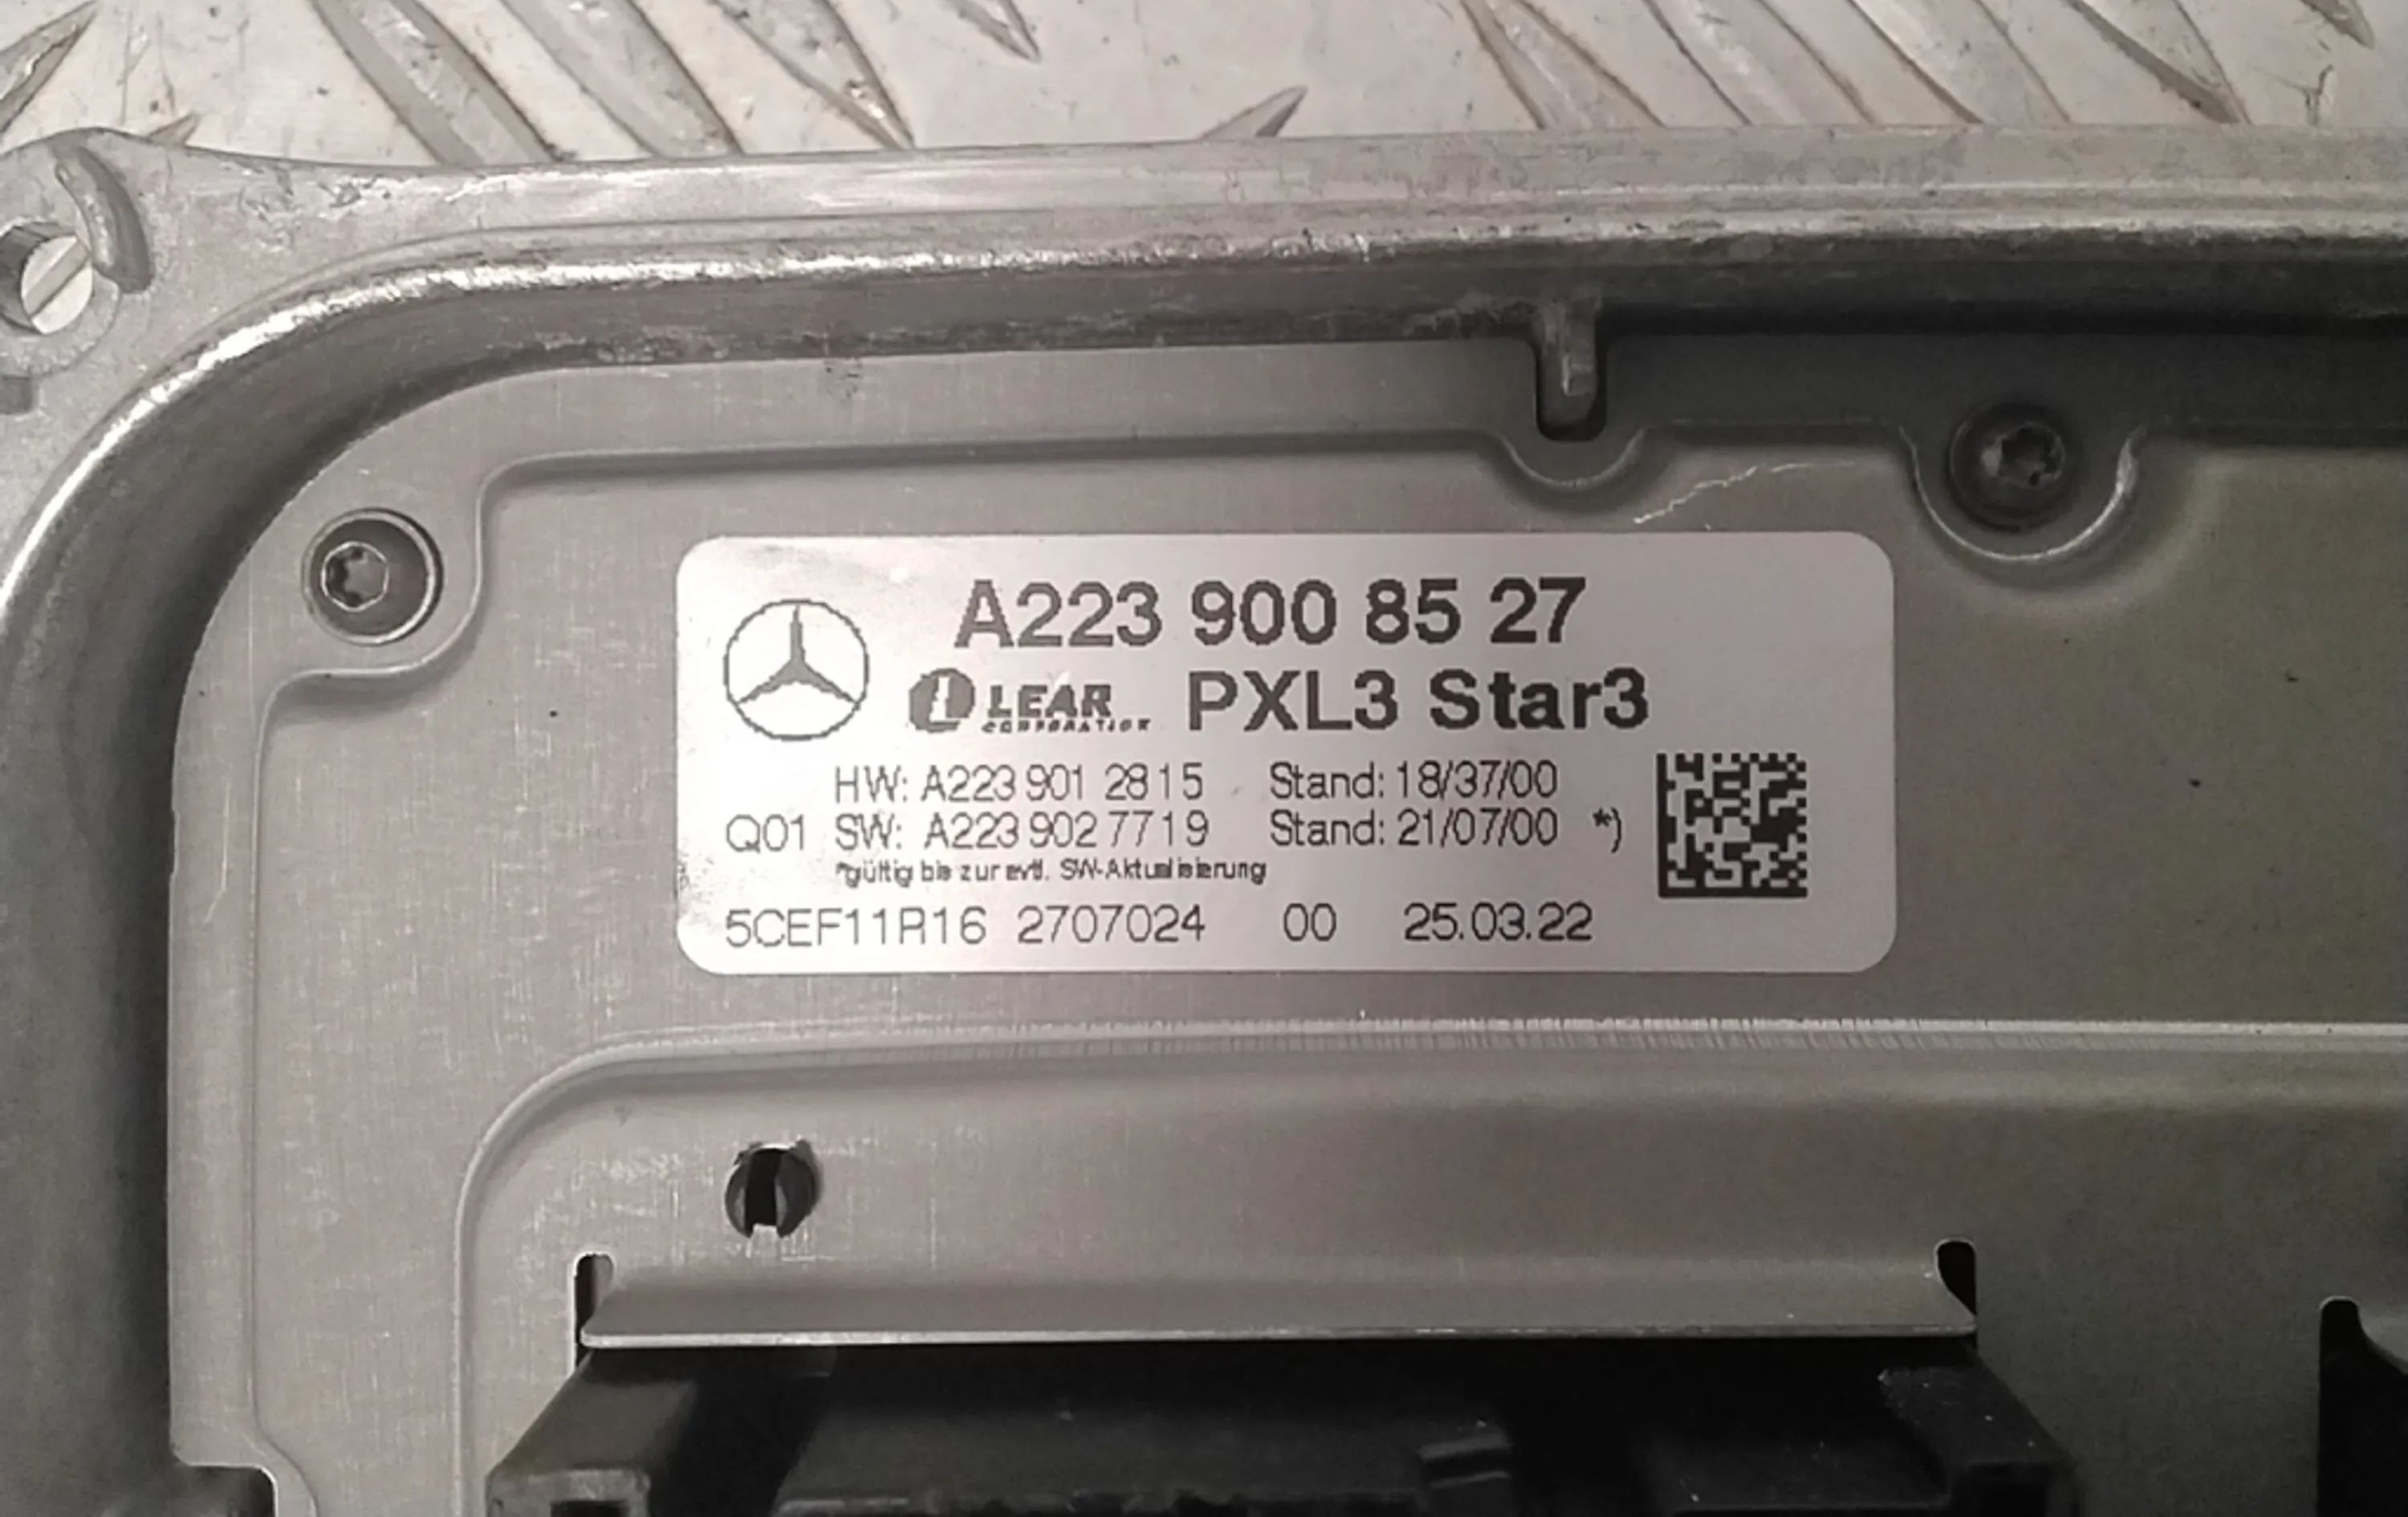 A223 900 85 27
LEAR CORPORATION PXL3 Star3
HW: A223 901 28 15 Stand: 18/37/00
Q01 SW: A223 902 77 19 Stand: 21/07/00 *)
*gültig bis zur evtl. SW-Aktualisierung
5CEF11R16 2707024 00 25.03.22